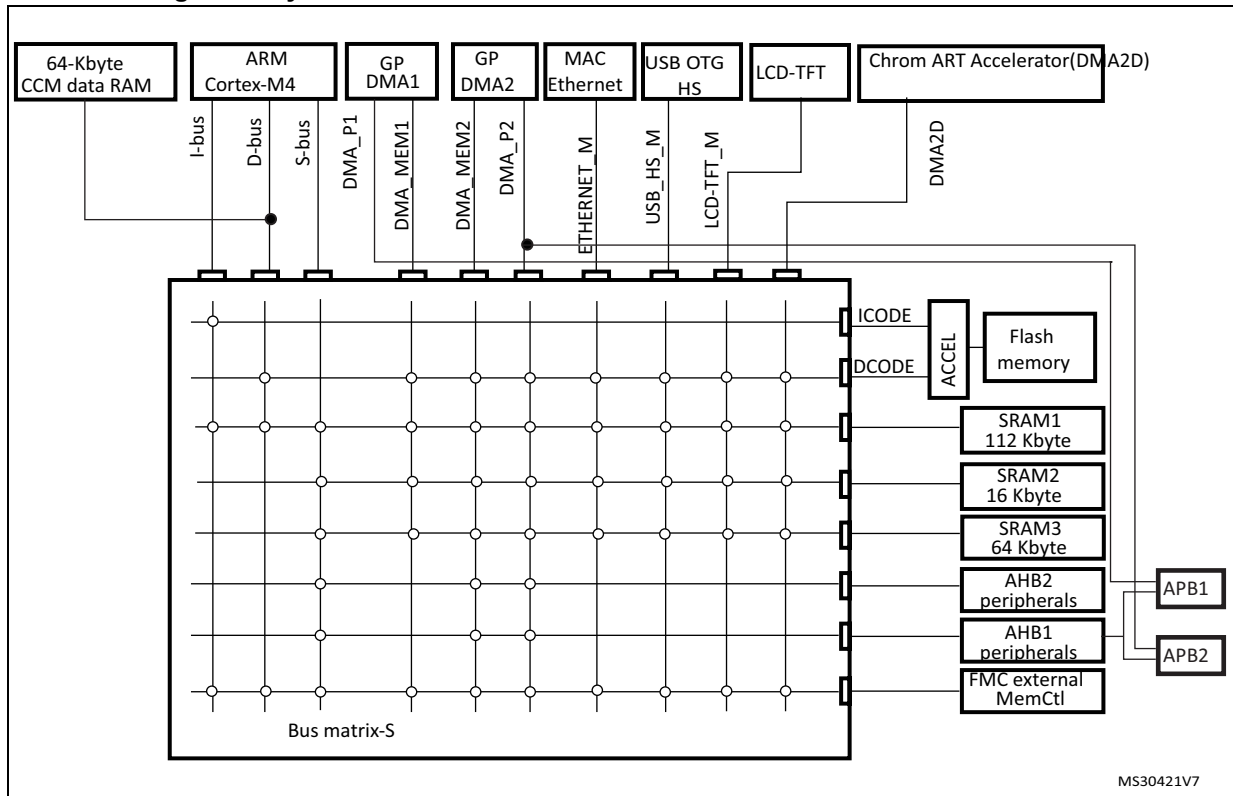 64-Kbyte
CCM data RAM
ARM
Cortex-M4
GP
DMA1
GP
DMA2
MAC
Ethernet
USB OTG
HS
LCD-TFT
Chrom ART Accelerator(DMA2D)
I-bus
D-bus
S-bus
DMA_P1
DMA_MEM1
DMA_MEM2
DMA_P2
ETHERNET_M
USB_HS_M
LCD-TFT_M
DMA2D
ICODE
DCODE
ACCEL
Flash
memory
SRAM1
112 Kbyte
SRAM2
16 Kbyte
SRAM3
64 Kbyte
AHB2
peripherals
AHB1
peripherals
FMC external
MemCtl
APB1
APB2
Bus matrix-S
MS30421V7